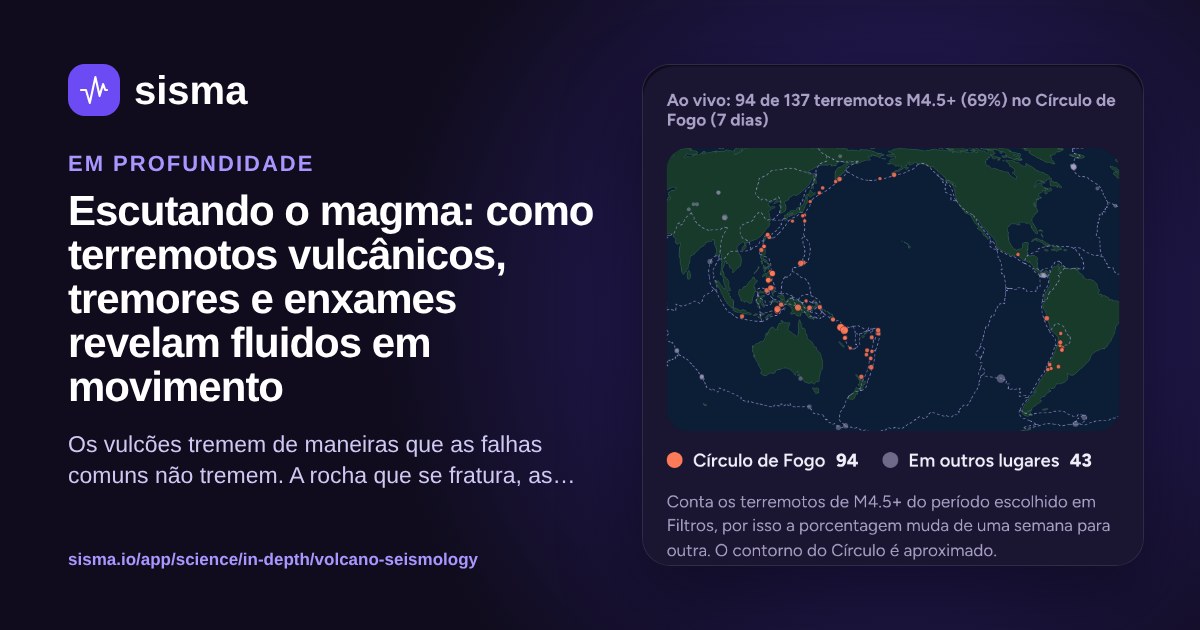 sisma
EM PROFUNDIDADE
Escutando o magma: como
terremotos vulcânicos,
tremores e enxames
revelam fluidos em
movimento
Os vulcões tremem de maneiras que as falhas
comuns não tremem. A rocha que se fratura, as…
sisma.io/app/science/in-depth/volcano-seismology
Ao vivo: 94 de 137 terremotos M4.5+ (69%) no Círculo de
Fogo (7 dias)
Círculo de Fogo 94
Em outros lugares 43
Conta os terremotos de M4.5+ do período escolhido em
Filtros, por isso a porcentagem muda de uma semana para
outra. O contorno do Círculo é aproximado.